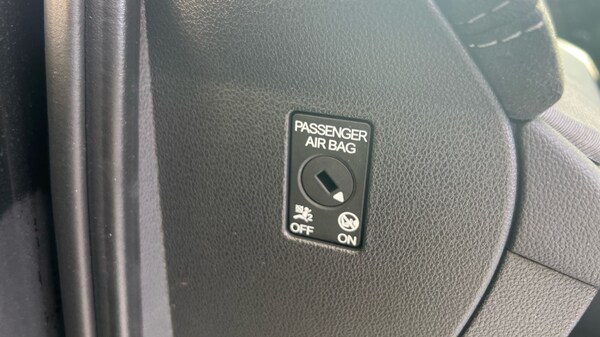 PASSENGER
AIR BAG
OFF
ON